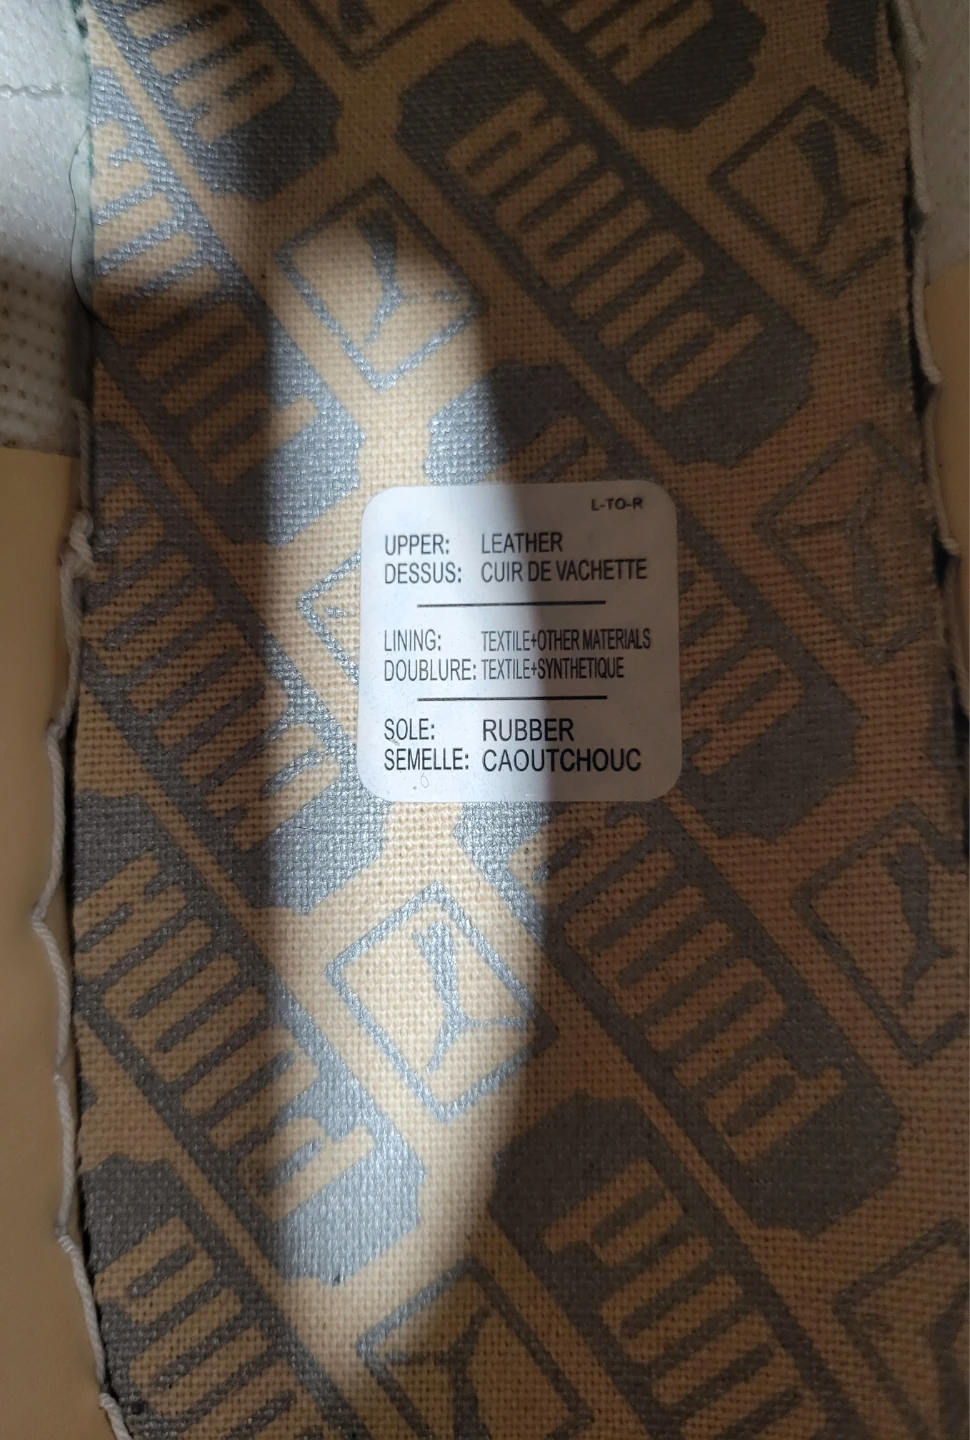 L-TO-R
UPPER: LEATHER
DESSUS: CUIR DE VACHETTE
LINING: TEXTILE+OTHER MATERIALS
DOUBLURE: TEXTILE+SYNTHETIQUE
SOLE: RUBBER
SEMELLE: CAOUTCHOUC